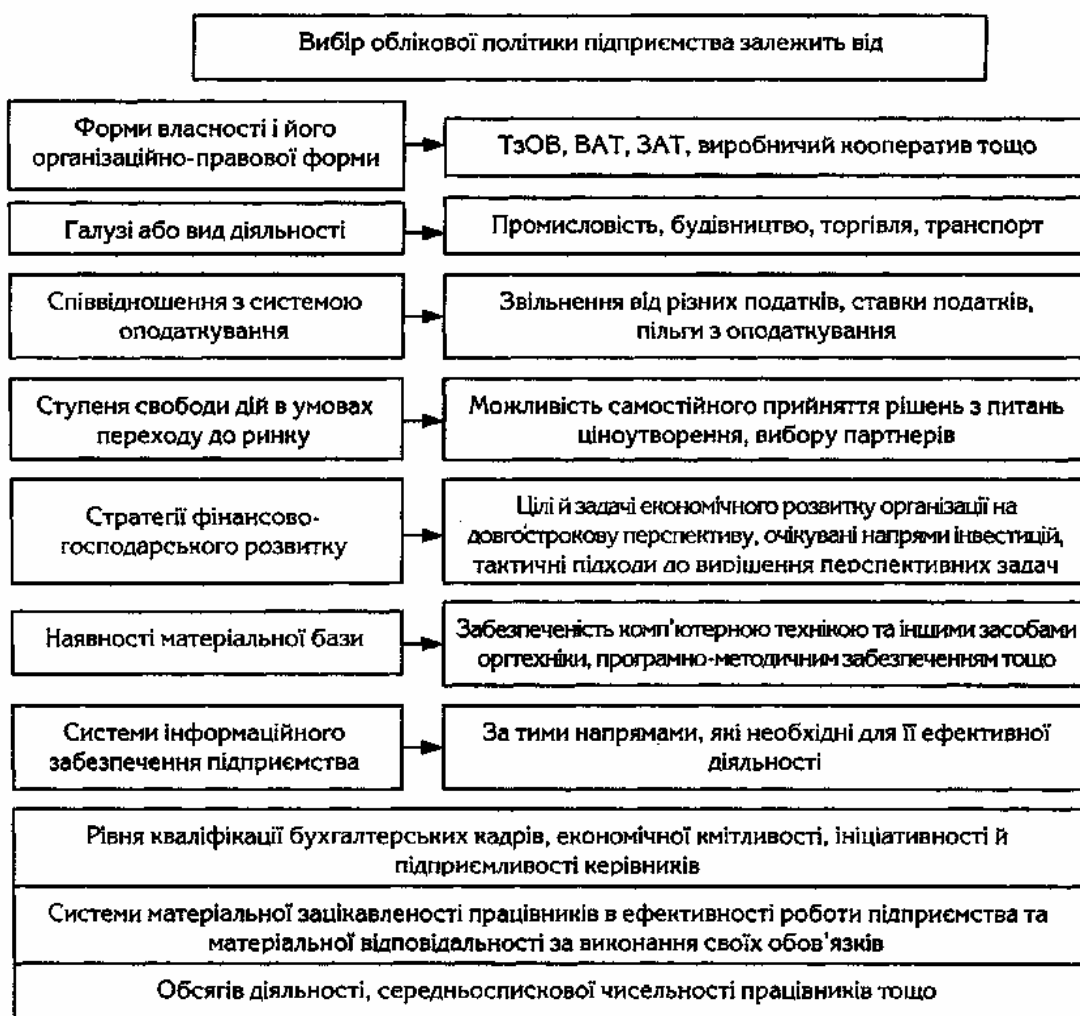 Вибір облікової політики підприємства залежить від
Форми власності і його
організаційно-правової форми
ТзОВ, ВАТ, ЗАТ, виробничий кооператив тощо
Галузі або вид діяльності
Промисловість, будівництво, торгівля, транспорт
Співвідношення з системою
оподаткування
Звільнення від різних податків, ставки податків,
пільги з оподаткування
Ступеня свободи дій в умовах
переходу до ринку
Можливість самостійного прийняття рішень з питань
ціноутворення, вибору партнерів
Стратегії фінансово-
господарського розвитку
Цілі й задачі економічного розвитку організації на
довгострокову перспективу, очікувані напрями інвестицій,
тактичні підходи до вирішення перспективних задач
Наявності матеріальної бази
Забезпеченість комп'ютерною технікою та іншими засобами
оргтехніки, програмно-методичним забезпеченням тощо
Системи інформаційного
забезпечення підприємства
За тими напрямами, які необхідні для її ефективної
діяльності
Рівня кваліфікації бухгалтерських кадрів, економічної кмітливості, ініціативності й
підприємливості керівників
Системи матеріальної зацікавленості працівників в ефективності роботи підприємства та
матеріальної відповідальності за виконання своїх обов'язків
Обсягів діяльності, середньоспискової чисельності працівників тощо